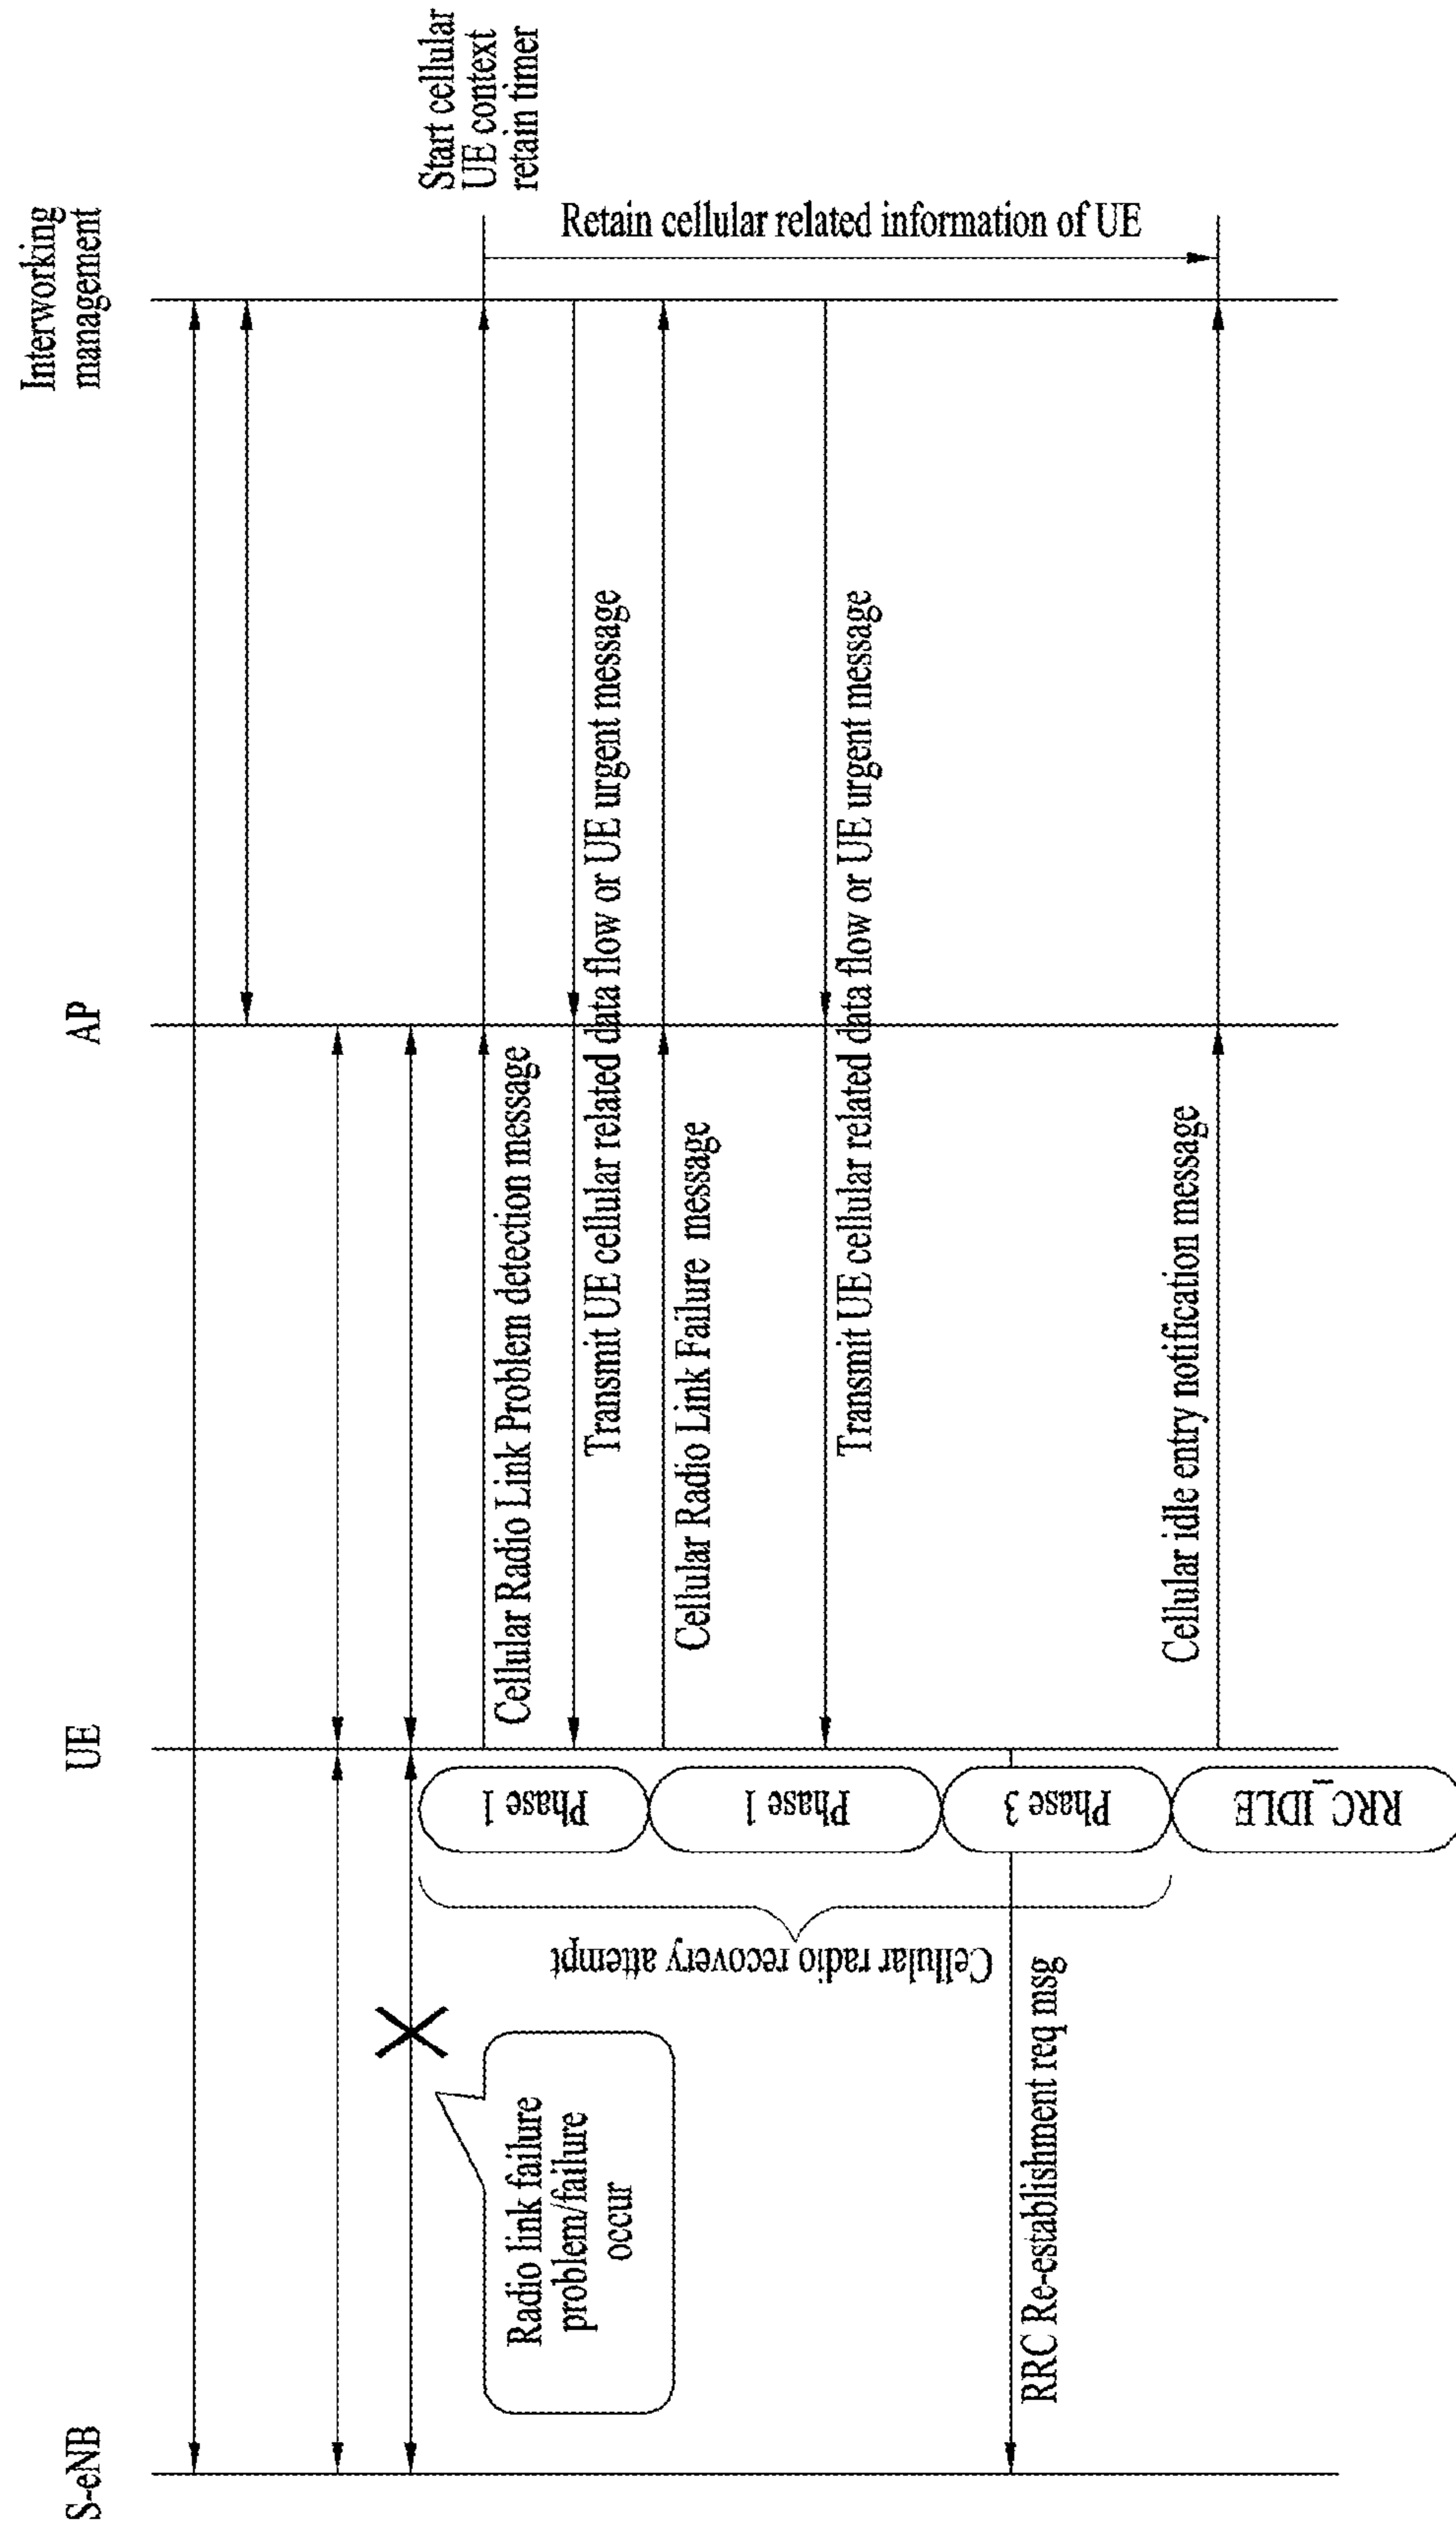 S-eNB
UE
AP
Interworking
management
Radio link failure
problem/failure
occur
Cellular radio recovery attempt
Phase 1
Phase 1
Phase 3
RRC_IDLE
Cellular Radio Link Problem detection message
Start cellular
UE context
retain timer
Transmit UE cellular related data flow or UE urgent message
Cellular Radio Link Failure message
Retain cellular related information of UE
Transmit UE cellular related data flow or UE urgent message
RRC Re-establishment req msg
Cellular idle entry notification message